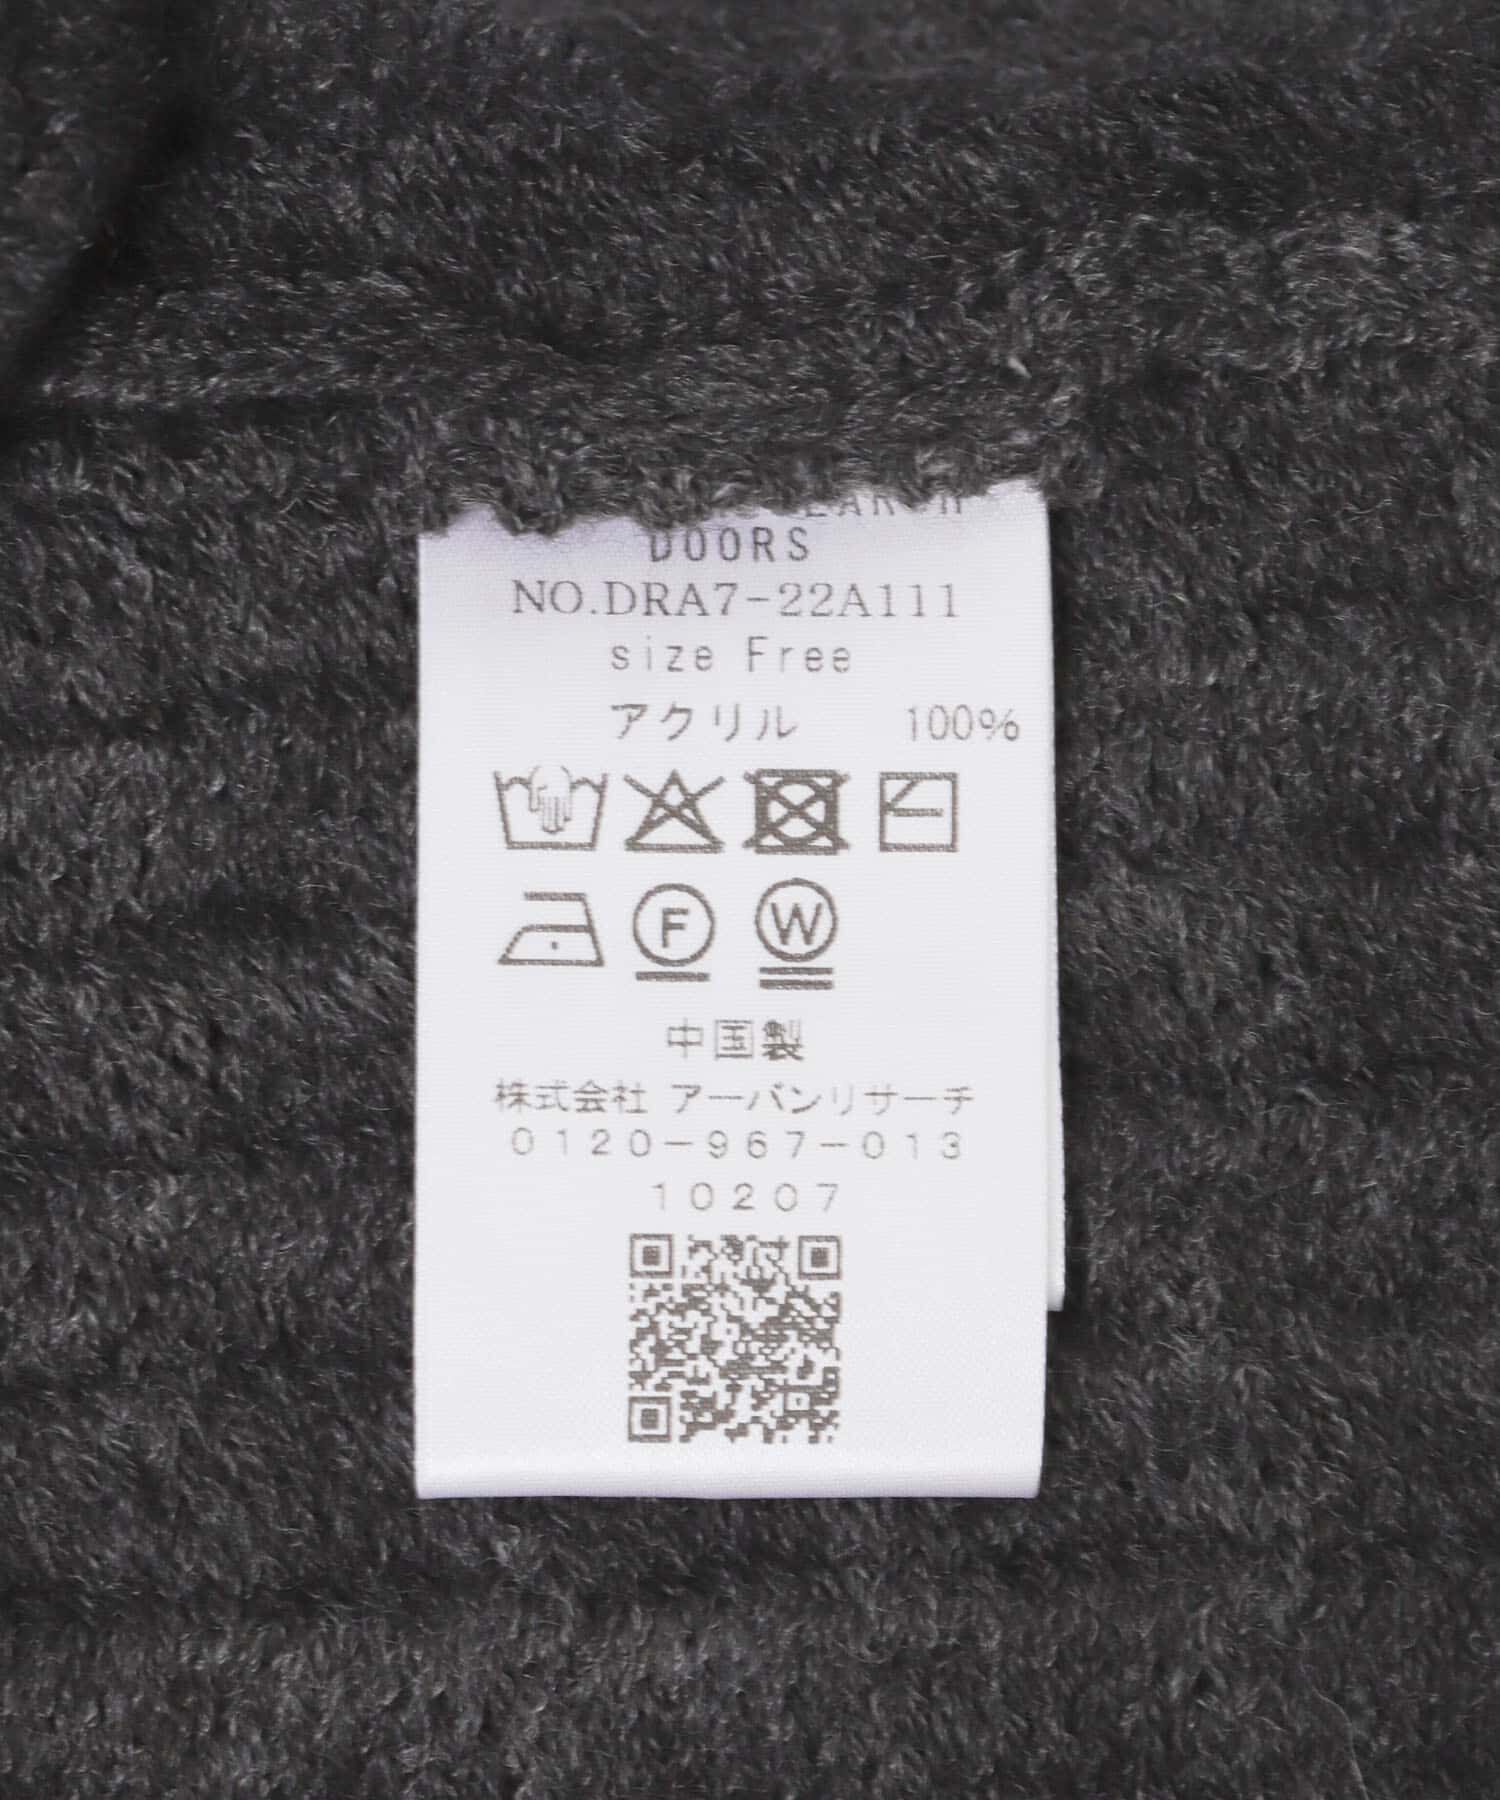 DOORS
NO.DRA7-22A111
size Free
アクリル 100%
F W
中国製
株式会社 アーバンリサーチ
0120-967-013
10207